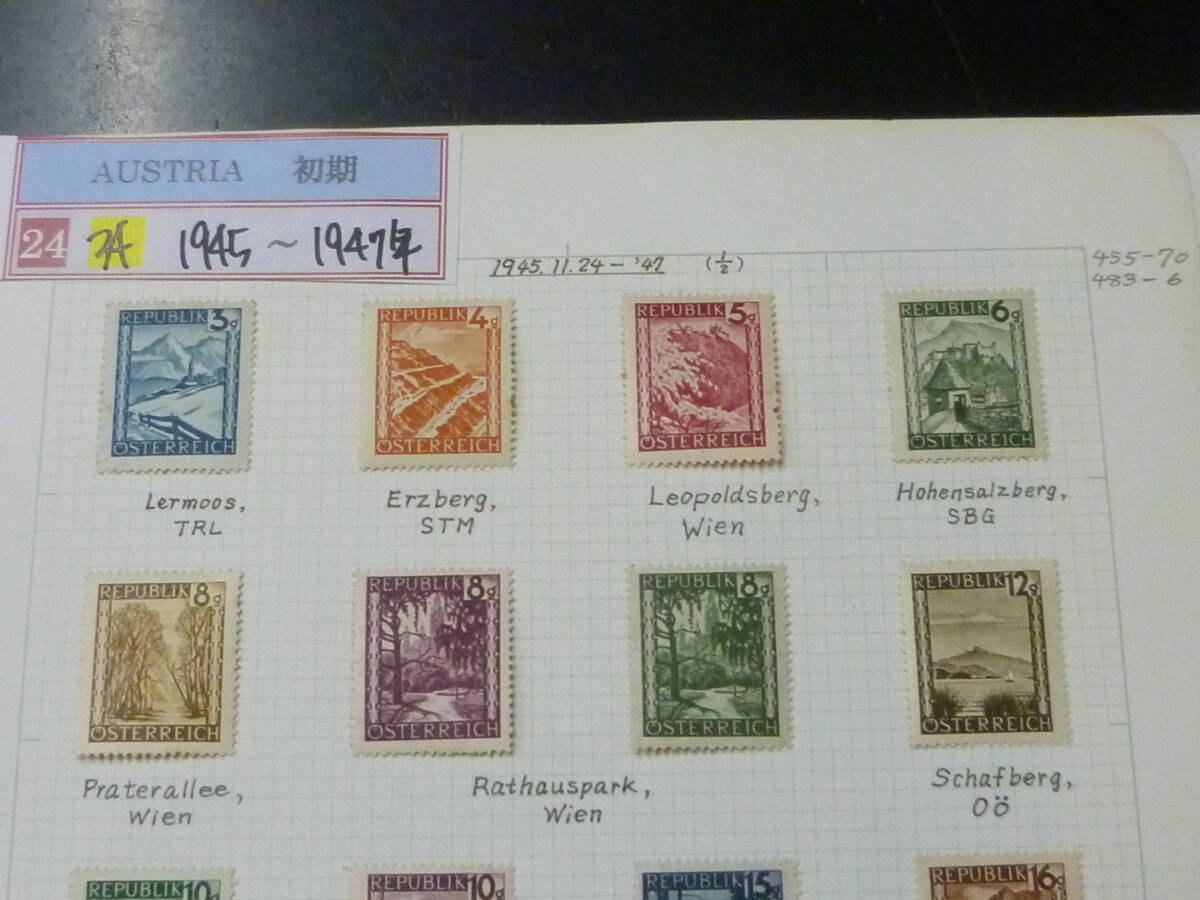 AUSTRIA 初期
24 1945～1947年
1945.11.24-'47 (1/2)
455-70
483-6
REPUBLIK 3g
ÖSTERREICH
REPUBLIK 4g
ÖSTERREICH
REPUBLIK 5g
ÖSTERREICH
REPUBLIK 6g
ÖSTERREICH
Lermoos,
TRL
Erzberg,
STM
Leopoldsberg,
Wien
Hohensalzberg,
SBG
REPUBLIK 8g
ÖSTERREICH
REPUBLIK 8g
ÖSTERREICH
REPUBLIK 8g
ÖSTERREICH
REPUBLIK 12g
ÖSTERREICH
Praterallee,
Wien
Rathauspark,
Wien
Schafberg,
OÖ
REPUBLIK 10g
REPUBLIK 10g
REPUBLIK 15g
REPUBLIK 16g